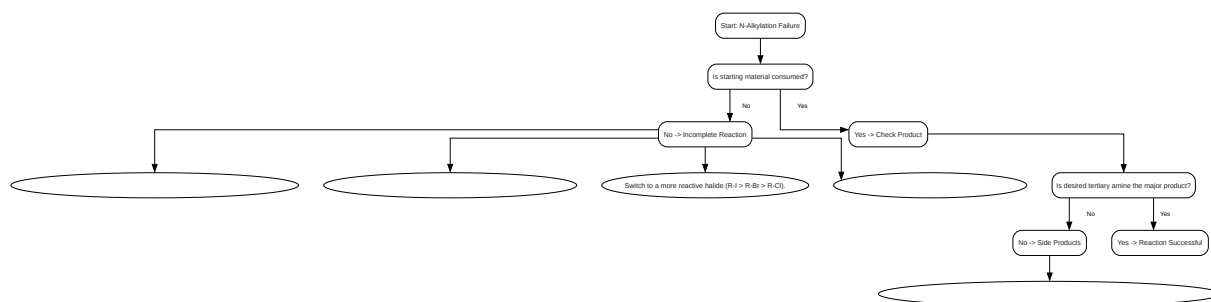 Start: N-Alkylation Failure
Is starting material consumed?
No
Yes
No -> Incomplete Reaction
Yes -> Check Product
Switch to a more reactive halide (R-I > R-Br > R-Cl).
Is desired tertiary amine the major product?
No
Yes
No -> Side Products
Yes -> Reaction Successful